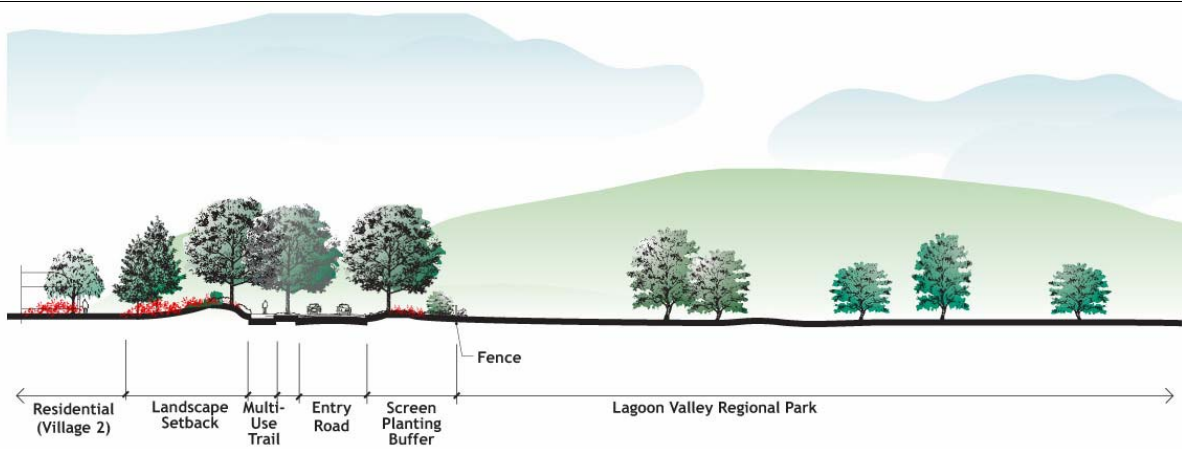 Fence
Residential
(Village 2)
Landscape
Setback
Multi-
Use
Trail
Entry
Road
Screen
Planting
Buffer
Lagoon Valley Regional Park